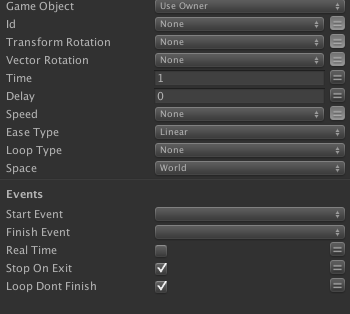 Game Object Use Owner
Id None
Transform Rotation None
Vector Rotation None
Time 1
Delay 0
Speed None
Ease Type Linear
Loop Type None
Space World
Events
Start Event
Finish Event
Real Time
Stop On Exit
Loop Dont Finish